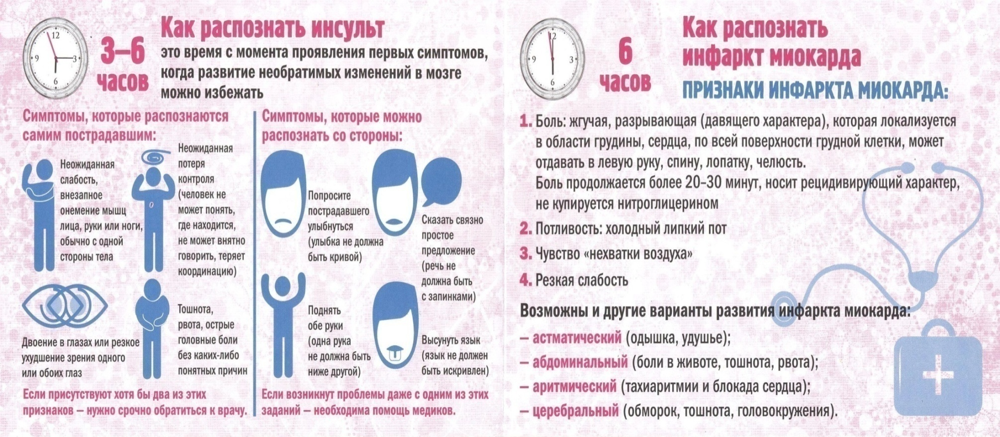 12
3
6
9
3–6
часов
Как распознать инсульт
это время с момента проявления первых симптомов,
когда развитие необратимых изменений в мозге
можно избежать
Симптомы, которые распознаются
самим пострадавшим:
Неожиданная
слабость,
внезапное
онемение мышц
лица, руки или ноги,
обычно с одной
стороны тела
Неожиданная
потеря
контроля
(человек не
может понять,
где находится,
не может внятно
говорить, теряет
координацию)
Двоение в глазах или резкое
ухудшение зрения одного
или обоих глаз
Тошнота,
рвота, острые
головные боли
без каких-либо
понятных причин
Если присутствуют хотя бы два из этих
признаков – нужно срочно обратиться к врачу.
Симптомы, которые можно
распознать со стороны:
Попросите
пострадавшего
улыбнуться
(улыбка не должна
быть кривой)
Сказать связно
простое
предложение
(речь не
должна быть
с запинками)
Поднять
обе руки
(одна рука
не должна быть
ниже другой)
Высунуть язык
(язык не должен
быть искривлен)
Если возникнут проблемы даже с одним из этих
заданий – необходима помощь медиков.
12
3
6
9
6
часов
Как распознать
инфаркт миокарда
ПРИЗНАКИ ИНФАРКТА МИОКАРДА:
1. Боль: жгучая, разрывающая (давящего характера), которая локализуется
в области грудины, сердца, по всей поверхности грудной клетки, может
отдавать в левую руку, спину, лопатку, челюсть.
Боль продолжается более 20–30 минут, носит рецидивирующий характер,
не купируется нитроглицерином
2. Потливость: холодный липкий пот
3. Чувство «нехватки воздуха»
4. Резкая слабость
Возможны и другие варианты развития инфаркта миокарда:
– астматический (одышка, удушье);
– абдоминальный (боли в животе, тошнота, рвота);
– аритмический (тахиаритмии и блокада сердца);
– церебральный (обморок, тошнота, головокружения).